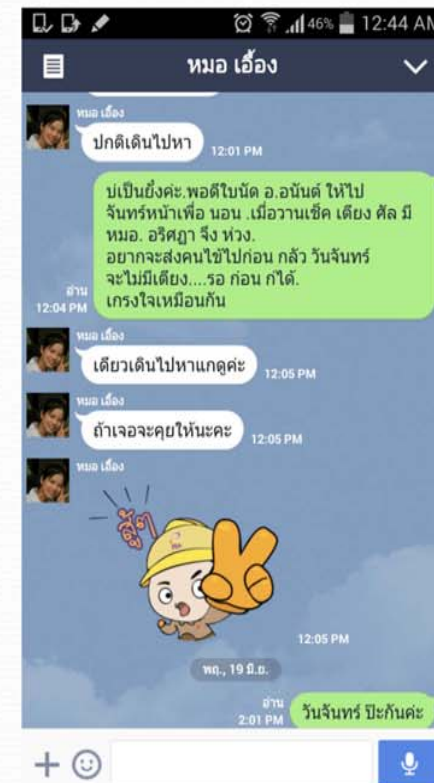 46% 12:44 AM
หมอ เอื้อง
หมอ เอื้อง
ปกติเดินไปหา
12:01 PM
บ่เป็นยั๋งค่ะ.พอดีใบนัด อ.อนันต์ ให้ไป
จันทร์หน้าเพื่อ นอน .เมื่อวานเช็ค เตียง ศัล มี
หมอ. อริศฎา จึง ห่วง.
อยากจะส่งคนไข้ไปก่อน กลัว วันจันทร์
จะไม่มีเตียง....รอ ก่อน ก่ได้.
เกรงใจเหมือนกัน
อ่าน
12:04 PM
หมอ เอื้อง
เดียวเดินไปหาแกดูค่ะ
12:05 PM
หมอ เอื้อง
ถ้าเจอจะคุยให้นะคะ
12:05 PM
หมอ เอื้อง
สู้ๆ
12:05 PM
พฤ., 19 มิ.ย.
อ่าน
2:01 PM
วันจันทร์ ป๊ะกันค่ะ